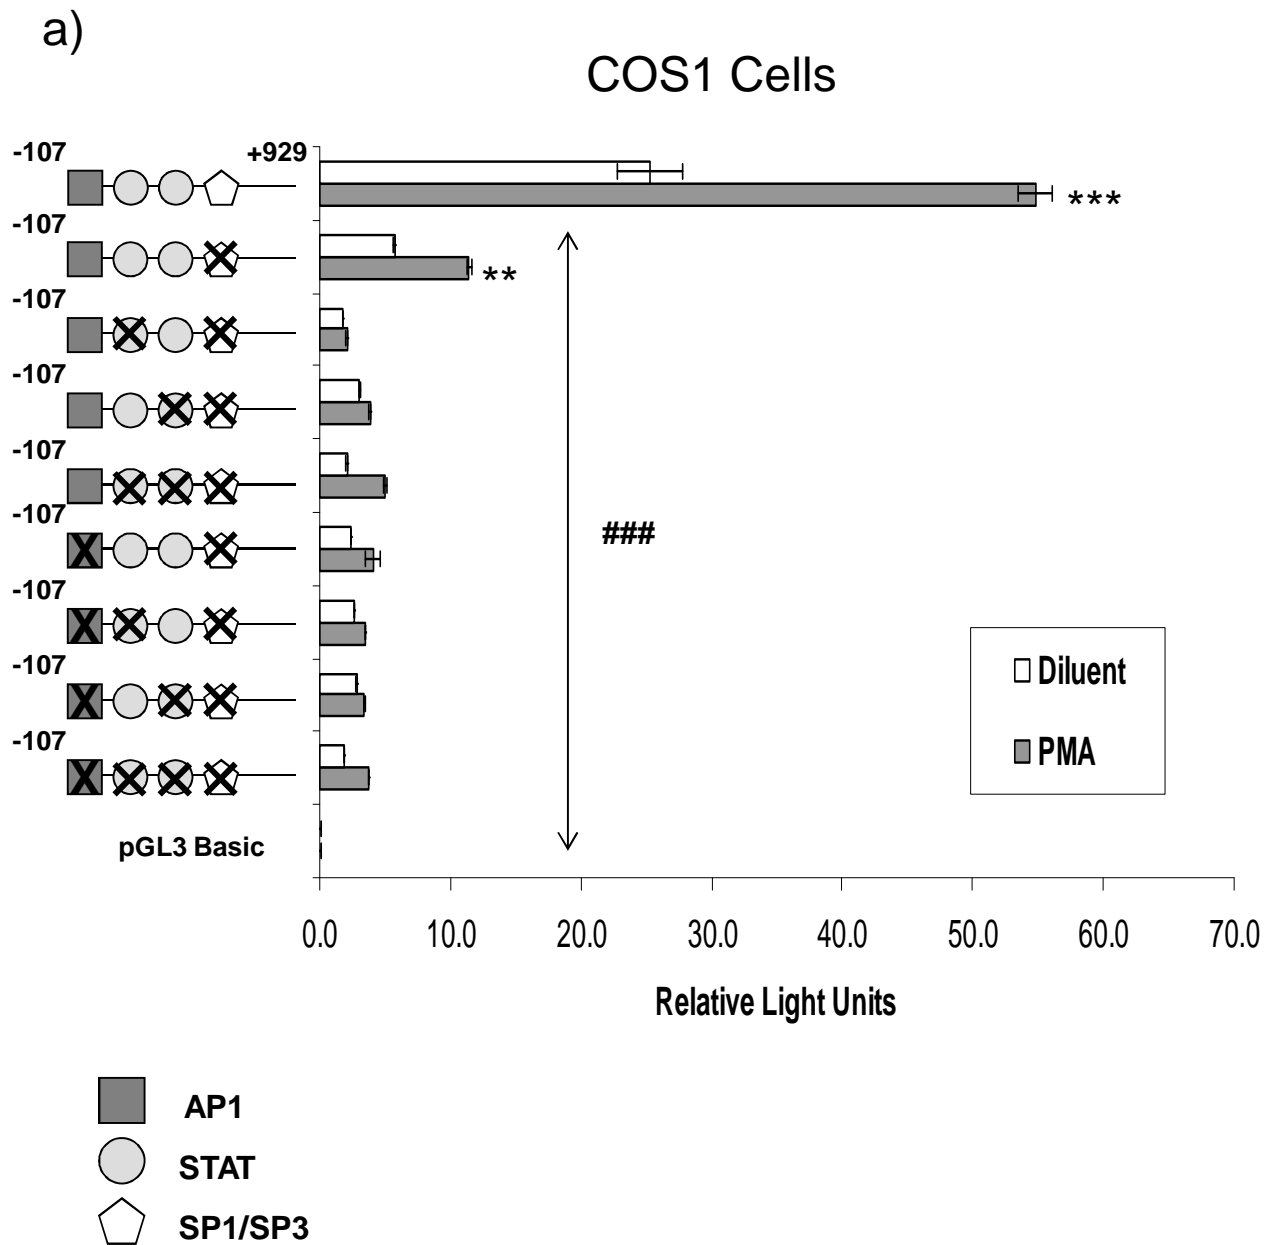 a)
COS1 Cells
-107 +929
***
-107
**
-107
-107
-107
-107
###
-107
-107
-107
pGL3 Basic
Diluent
PMA
0.0 10.0 20.0 30.0 40.0 50.0 60.0 70.0
Relative Light Units
AP1
STAT
SP1/SP3